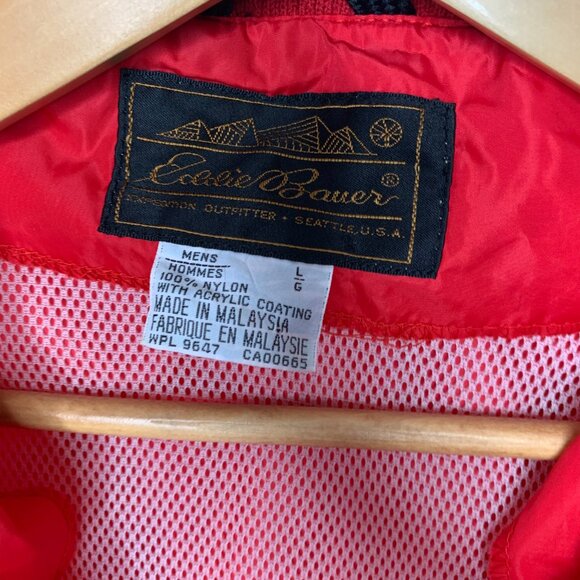 Eddie Bauer®
EXPEDITION OUTFITTER • SEATTLE, U.S.A.
MENS L
HOMMES G
100% NYLON
WITH ACRYLIC COATING
MADE IN MALAYSIA
FABRIQUE EN MALAYSIE
WPL 9647 CA00665